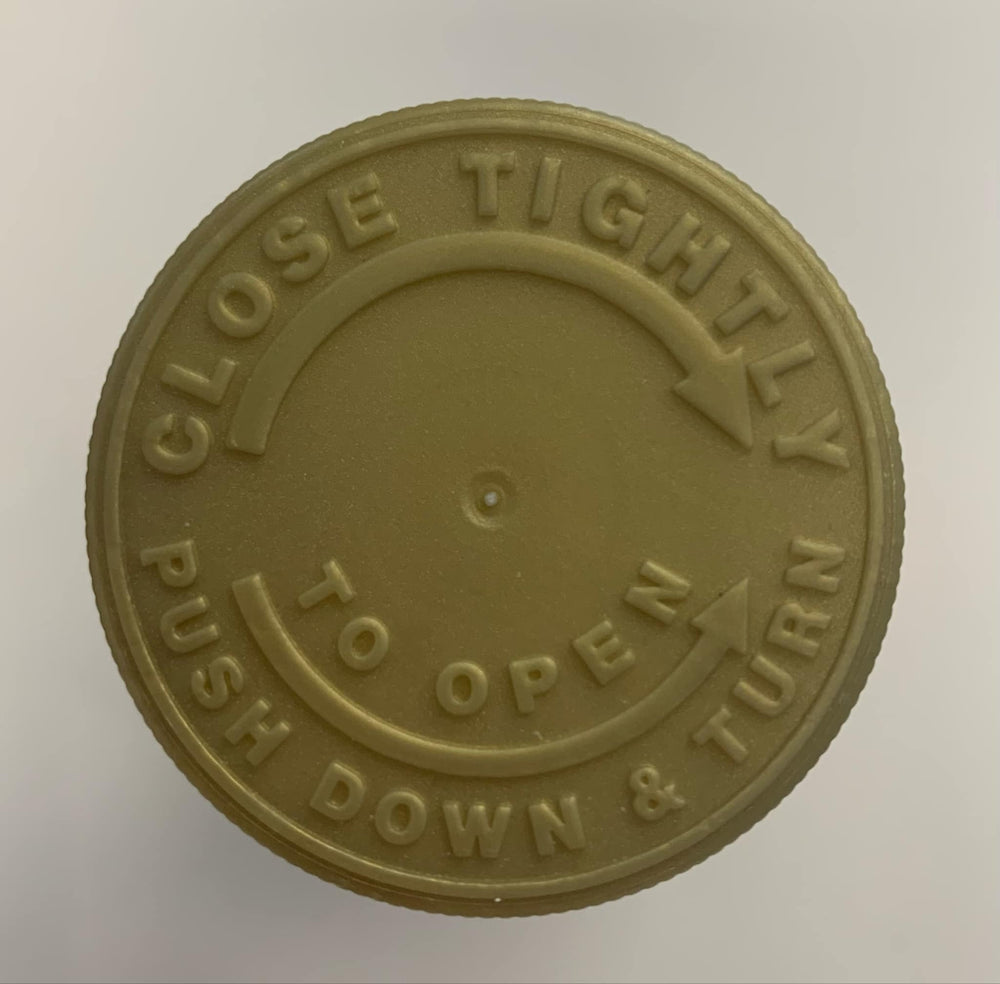 CLOSE TIGHTLY
TO OPEN
PUSH DOWN & TURN